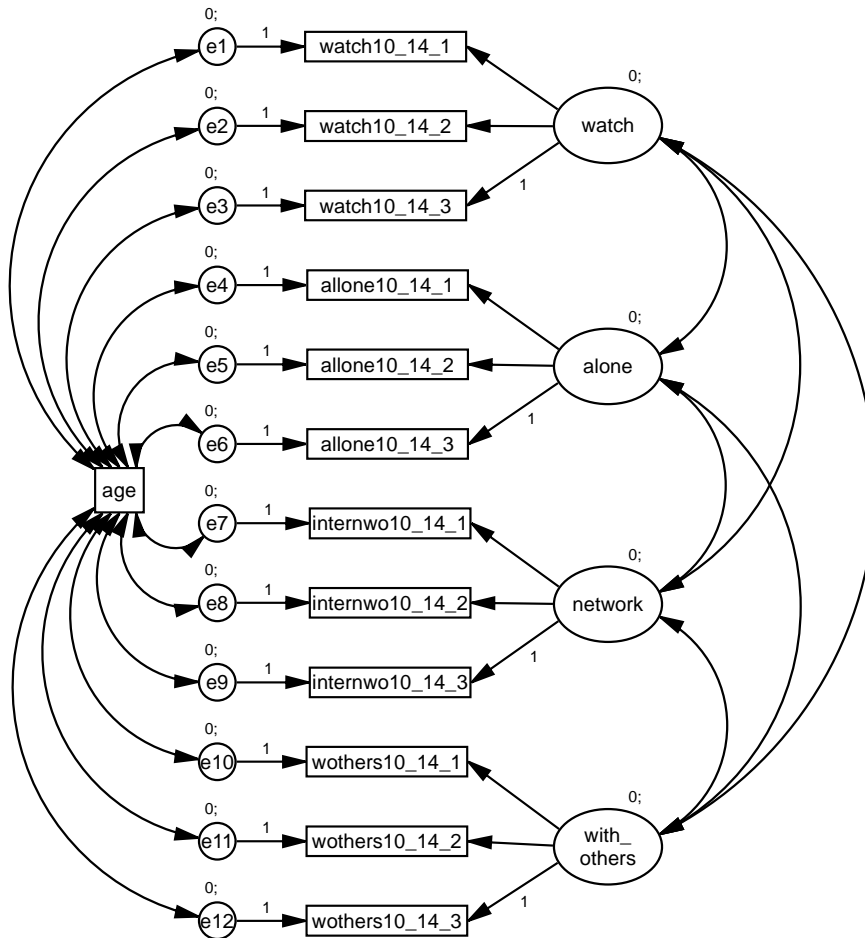 0;
e1
1
watch10_14_1
0;
e2
1
watch10_14_2
0;
watch
0;
e3
1
watch10_14_3
1
0;
e4
1
allone10_14_1
0;
e5
1
allone10_14_2
0;
alone
0;
e6
1
allone10_14_3
1
age
0;
e7
1
internwo10_14_1
0;
e8
1
internwo10_14_2
0;
network
0;
e9
1
internwo10_14_3
1
0;
e10
1
wothers10_14_1
0;
e11
1
wothers10_14_2
0;
with_
others
0;
e12
1
wothers10_14_3
1